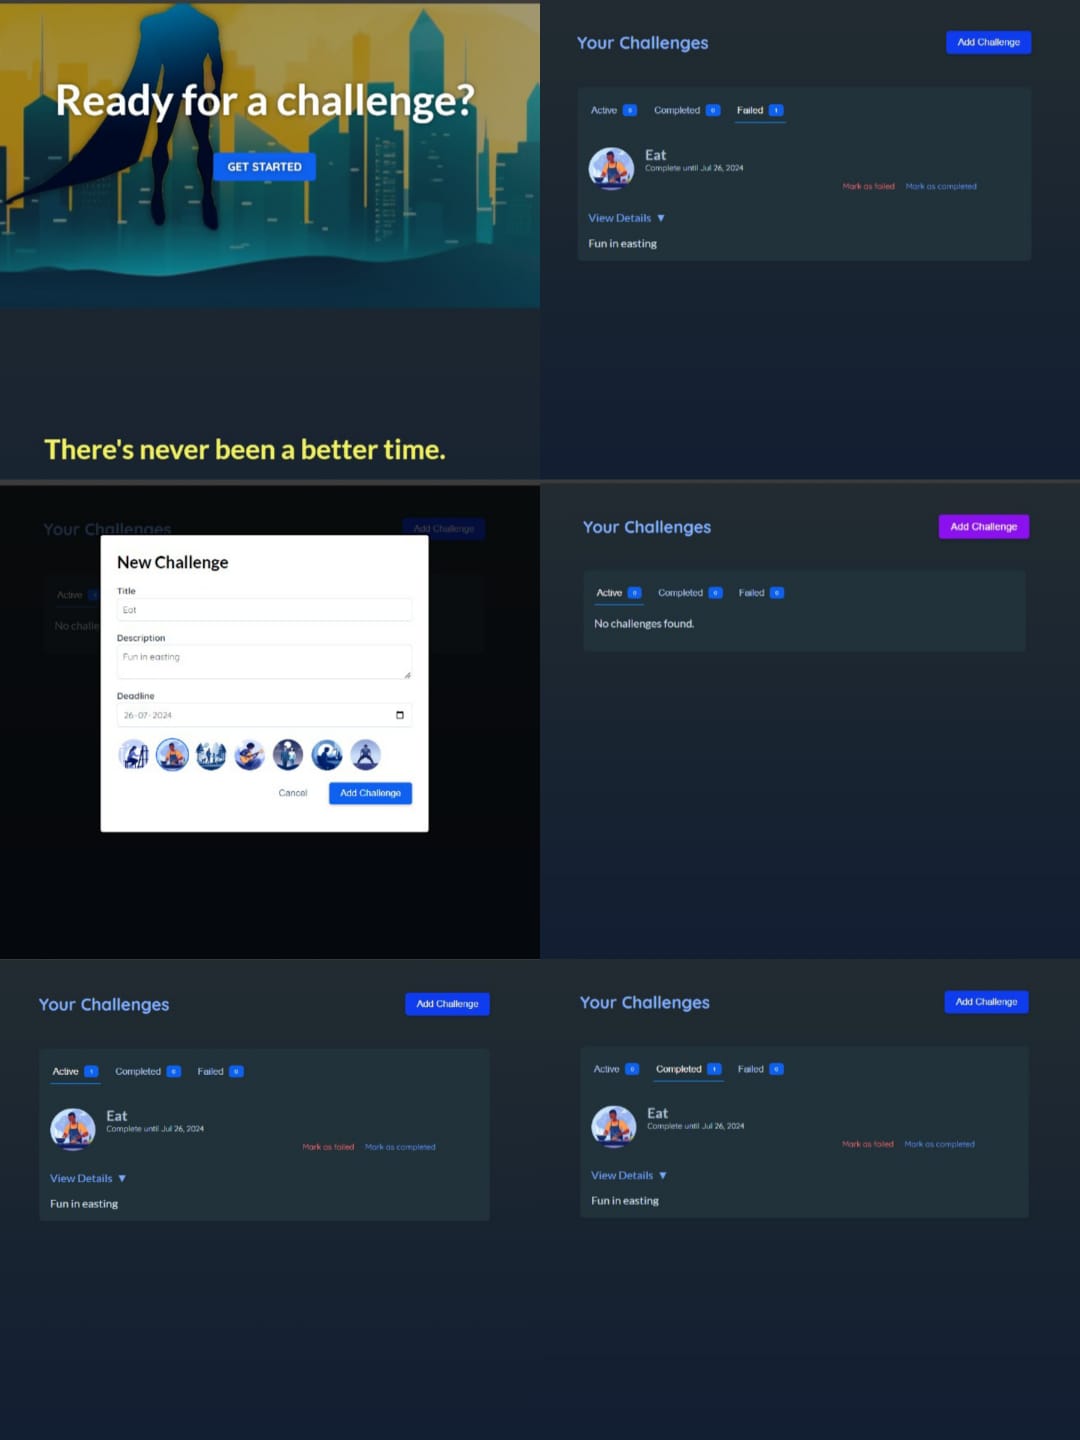 Ready for a challenge?
GET STARTED
There's never been a better time.
Your Challenges
Add Challenge
Active 0 Completed 0 Failed 1
Eat
Complete until Jul 26, 2024
Mark as failed Mark as completed
View Details ▼
Fun in easting
Your Challenges
Add Challenge
Active
No challe
New Challenge
Title
Eat
Description
Fun in easting
Deadline
26-07-2024
Cancel Add Challenge
Your Challenges
Add Challenge
Active 0 Completed 0 Failed 0
No challenges found.
Your Challenges
Add Challenge
Active 1 Completed 0 Failed 0
Eat
Complete until Jul 26, 2024
Mark as failed Mark as completed
View Details ▼
Fun in easting
Your Challenges
Add Challenge
Active 0 Completed 1 Failed 0
Eat
Complete until Jul 26, 2024
Mark as failed Mark as completed
View Details ▼
Fun in easting